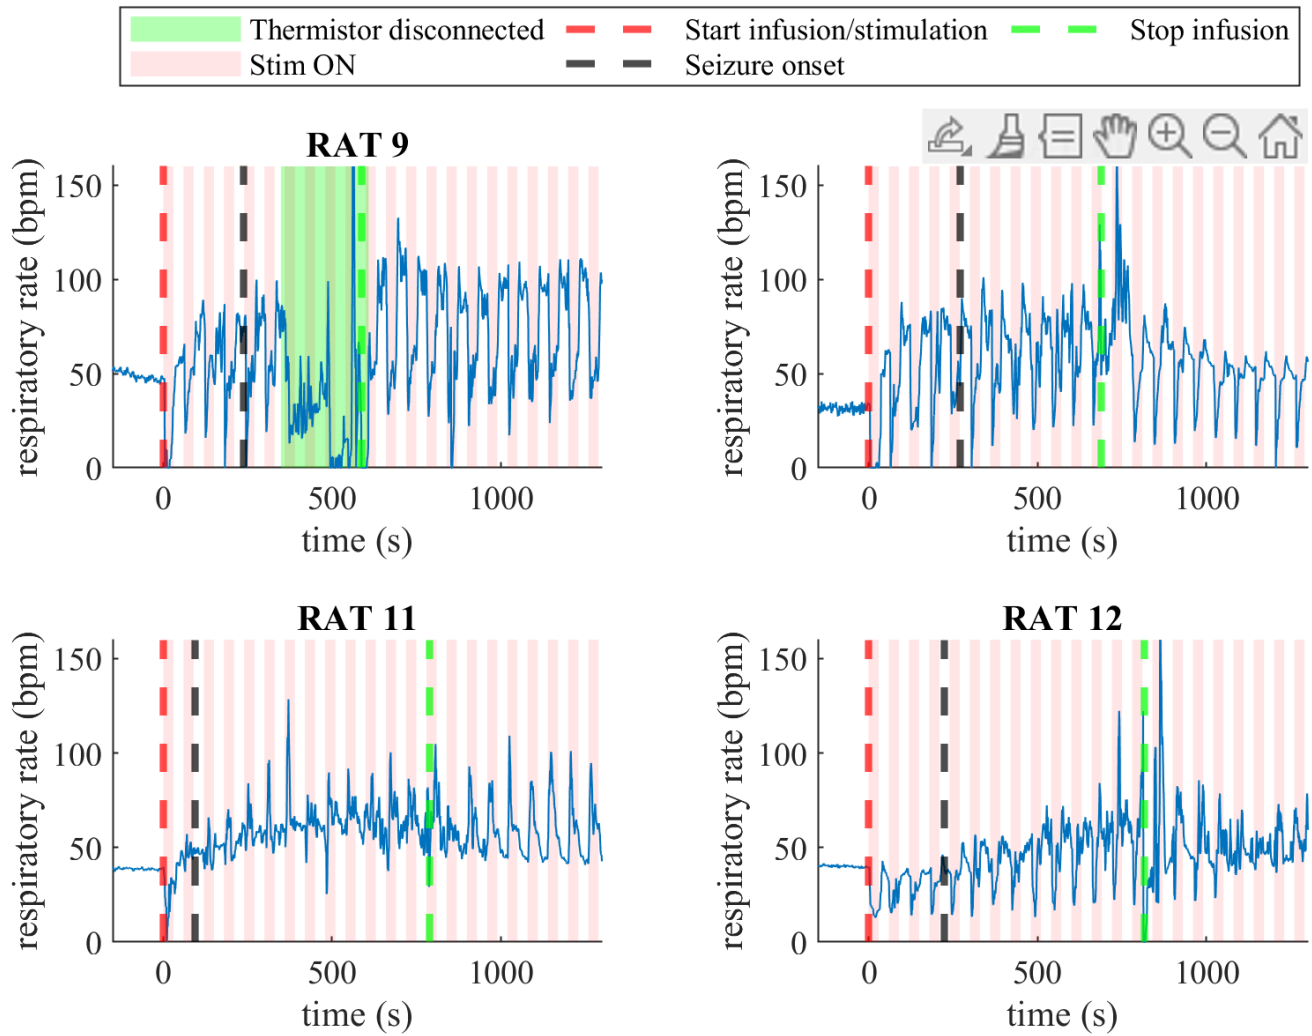 Thermistor disconnected Start infusion/stimulation Stop infusion
Stim ON Seizure onset
RAT 9
respiratory rate (bpm)
150
100
50
0
0 500 1000
time (s)
respiratory rate (bpm)
150
100
50
0
0 500 1000
time (s)
RAT 11
respiratory rate (bpm)
150
100
50
0
0 500 1000
time (s)
RAT 12
respiratory rate (bpm)
150
100
50
0
0 500 1000
time (s)